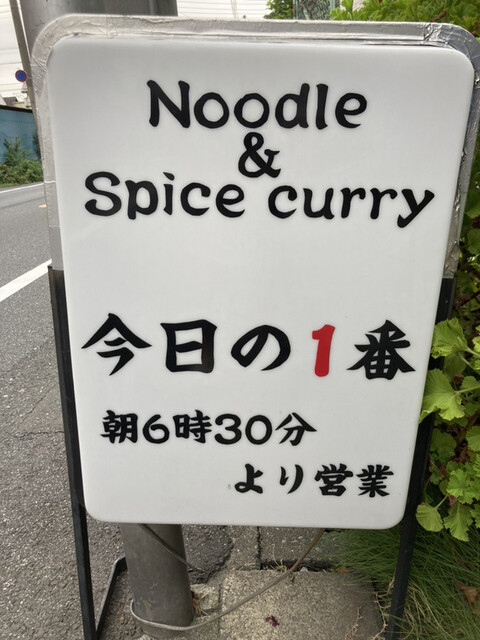 Noodle
&
Spice curry
今日の1番
朝6時30分
より営業